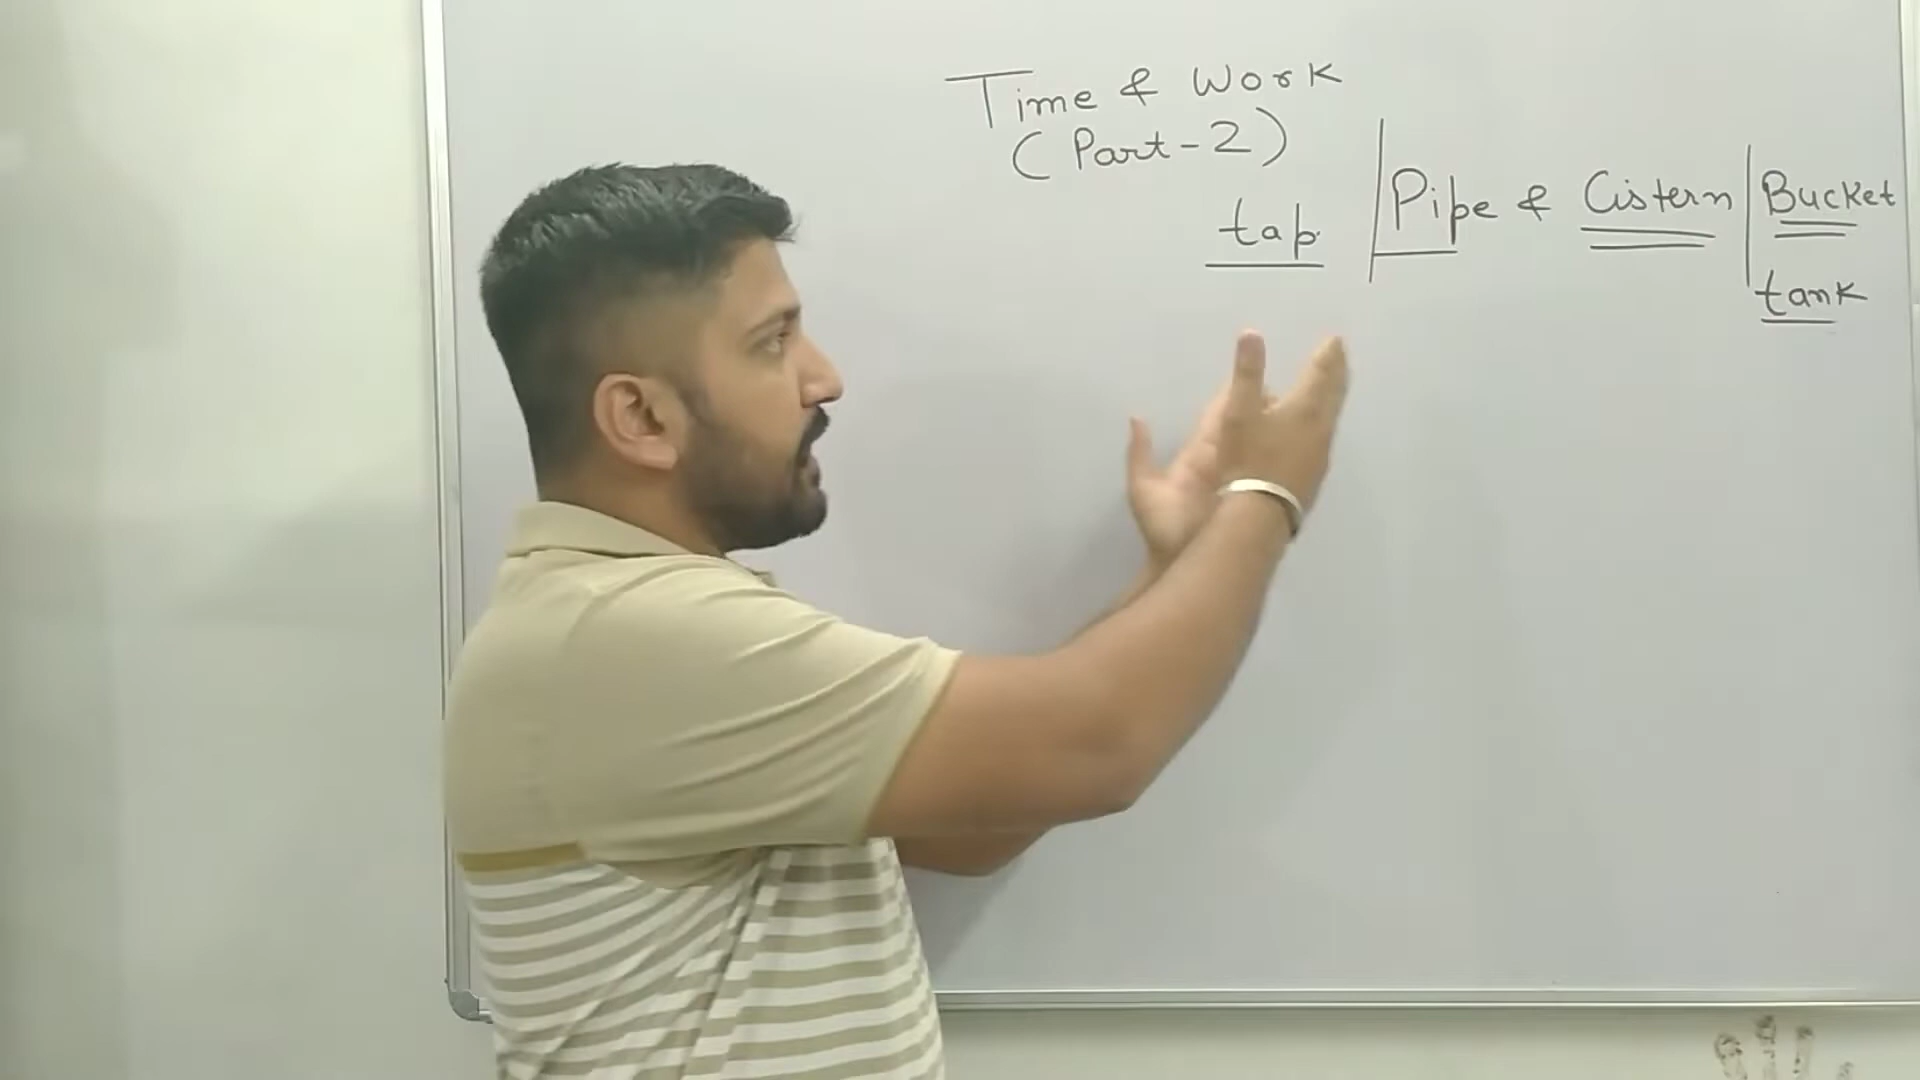 Time & Work
(Part-2)
tap | Pipe & Cistern | Bucket
tank